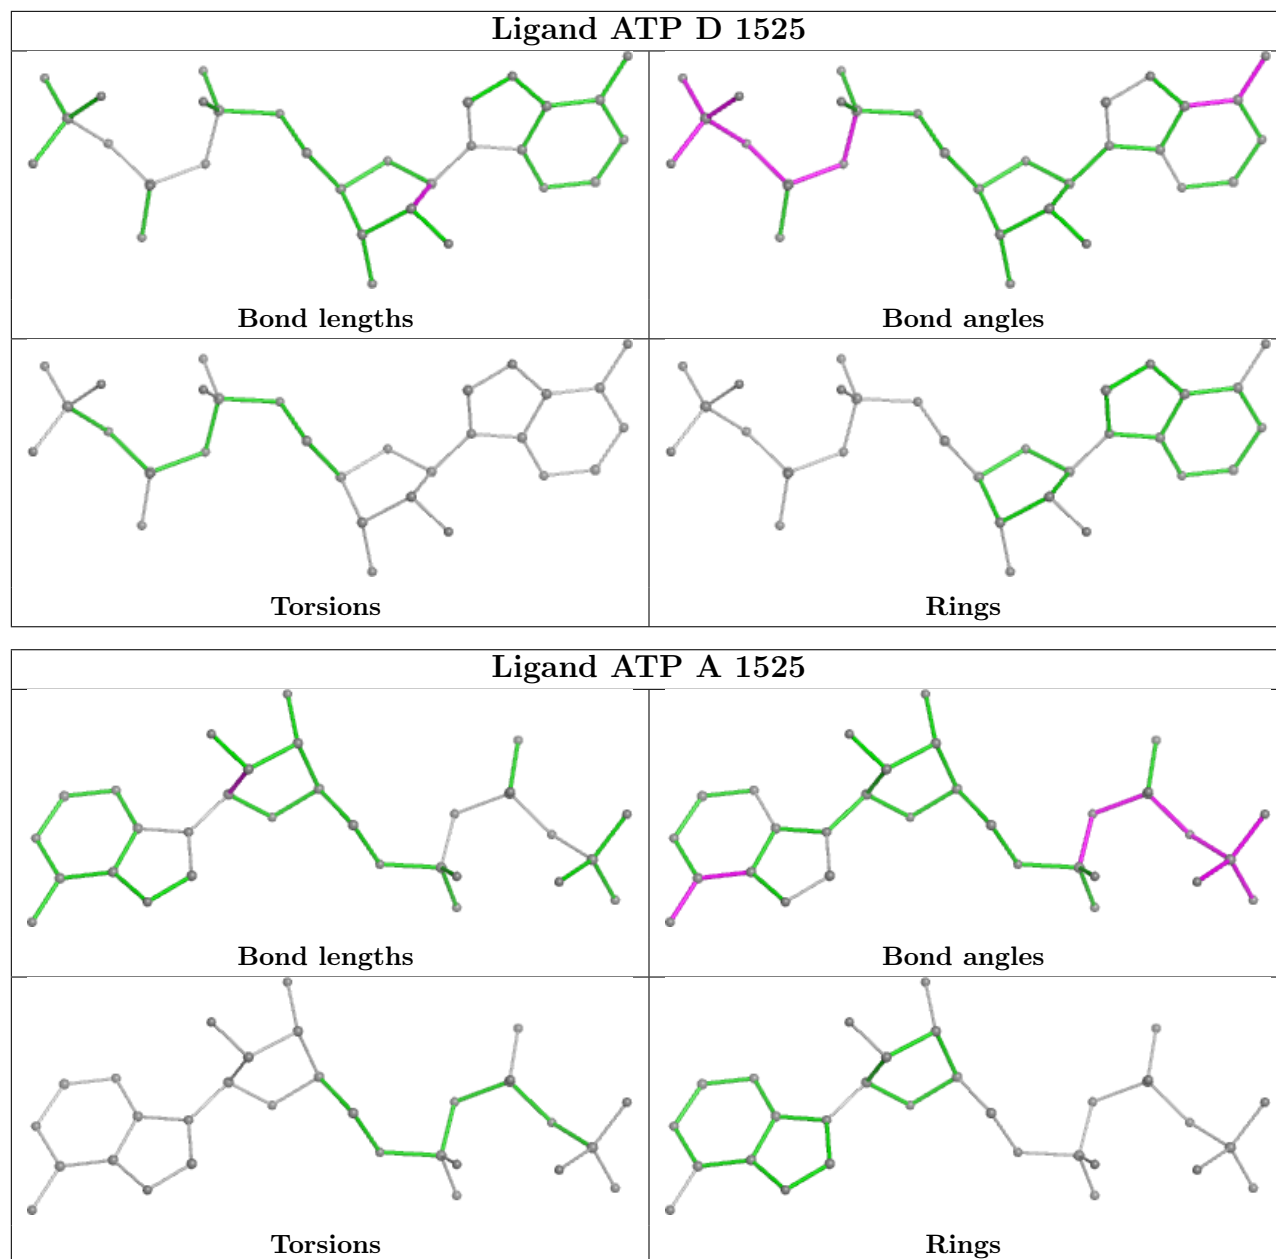 Ligand ATP D 1525
Bond lengths
Bond angles
Torsions
Rings
Ligand ATP A 1525
Bond lengths
Bond angles
Torsions
Rings